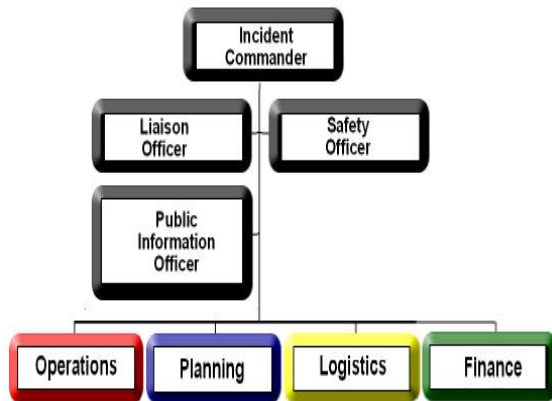 Incident
Commander
Liaison
Officer
Safety
Officer
Public
Information
Officer
Operations
Planning
Logistics
Finance